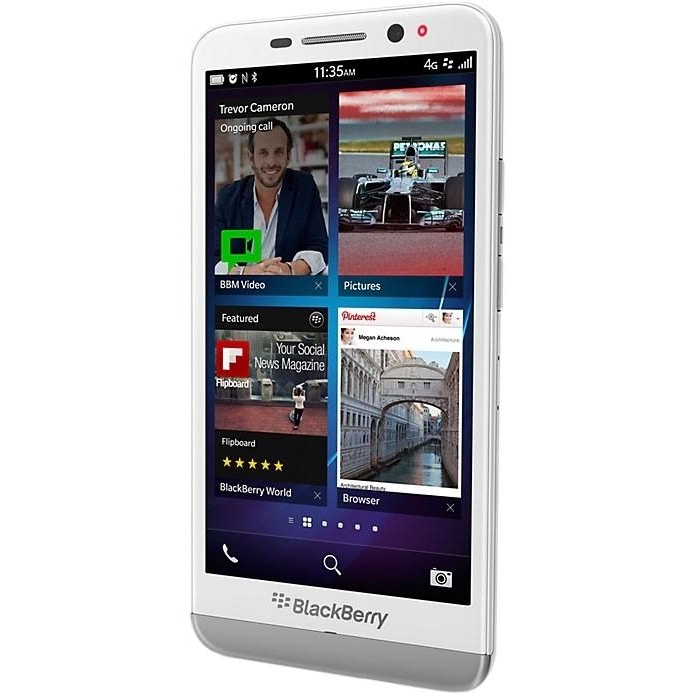 11:35AM
4G
Trevor Cameron
Ongoing call
BBM Video
PETRONAS
Pictures
Featured
Your Social
News Magazine
Flipboard
Flipboard
BlackBerry World
Pinterest
Megan Acheson
Architecture
Architectural Beauty
Browser
BlackBerry